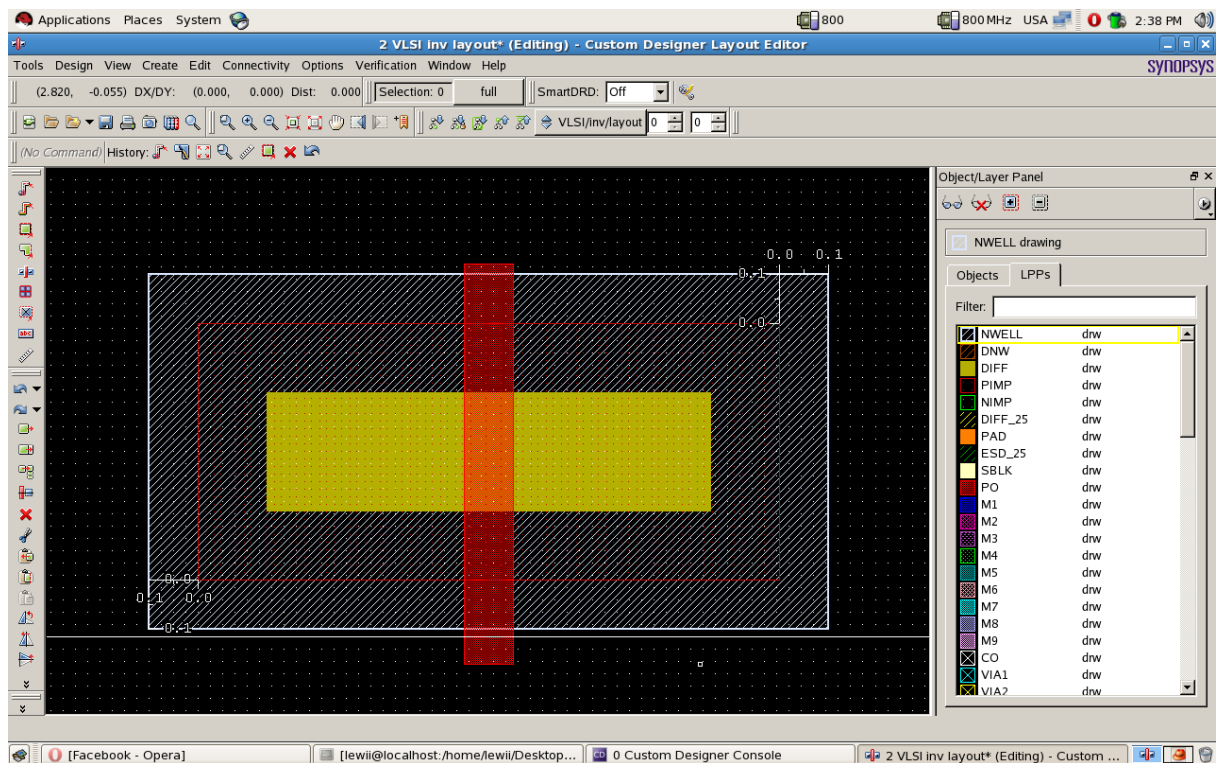 Applications Places System 800 800 MHz USA 2:38 PM
2 VLSI inv layout* (Editing) - Custom Designer Layout Editor
Tools Design View Create Edit Connectivity Options Verification Window Help SYNOPSYS
(2.820, -0.055) DX/DY: (0.000, 0.000) Dist: 0.000 Selection: 0 full SmartDRD: Off
VLSI/inv/layout 0 0
(No Command) History:
Object/Layer Panel
NWELL drawing
Objects LPPs
Filter:
NWELL drw
DNW drw
DIFF drw
PIMP drw
NIMP drw
DIFF_25 drw
PAD drw
ESD_25 drw
SBLK drw
PO drw
M1 drw
M2 drw
M3 drw
M4 drw
M5 drw
M6 drw
M7 drw
M8 drw
M9 drw
CO drw
VIA1 drw
VIA2 drw
0.0 0.1
0.1
0.0
0.0
0.1 0.0
0.1
abc
[Facebook - Opera] [lewii@localhost:/home/lewii/Desktop... CD 0 Custom Designer Console 2 VLSI inv layout* (Editing) - Custom ...